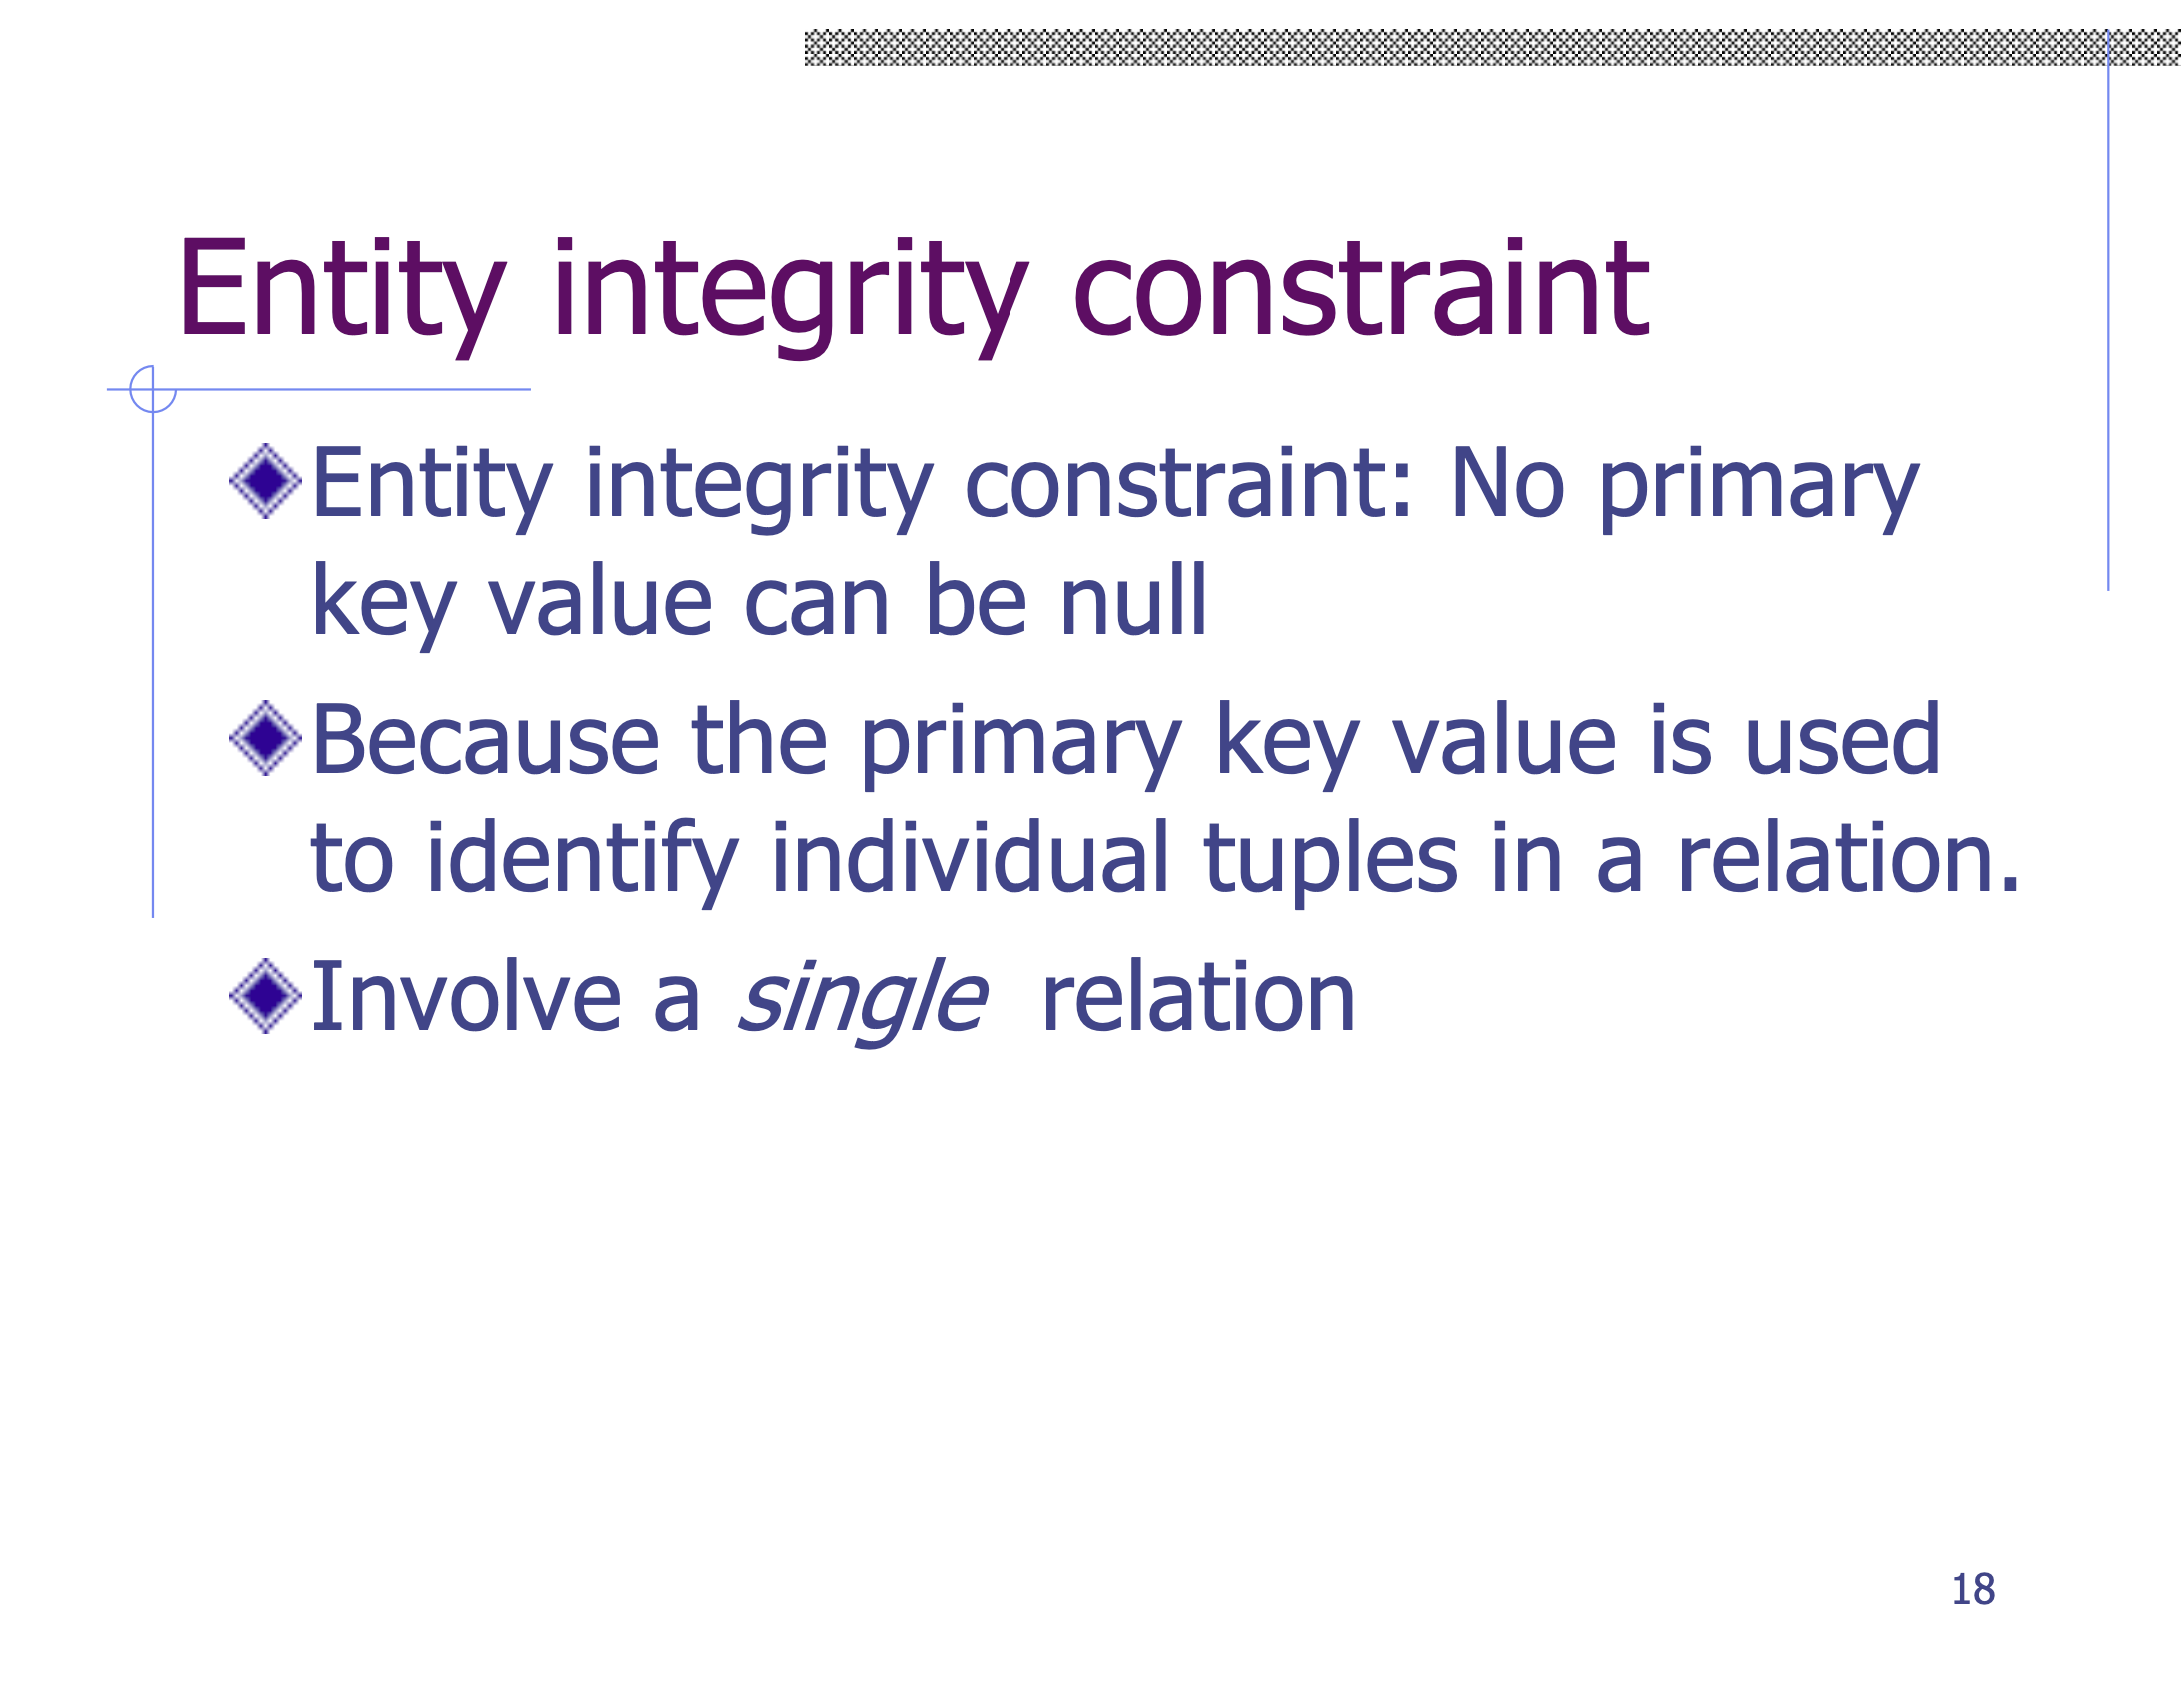 Entity integrity constraint
Entity integrity constraint: No primary
key value can be null
Because the primary key value is used
to identify individual tuples in a relation.
Involve a single relation
18